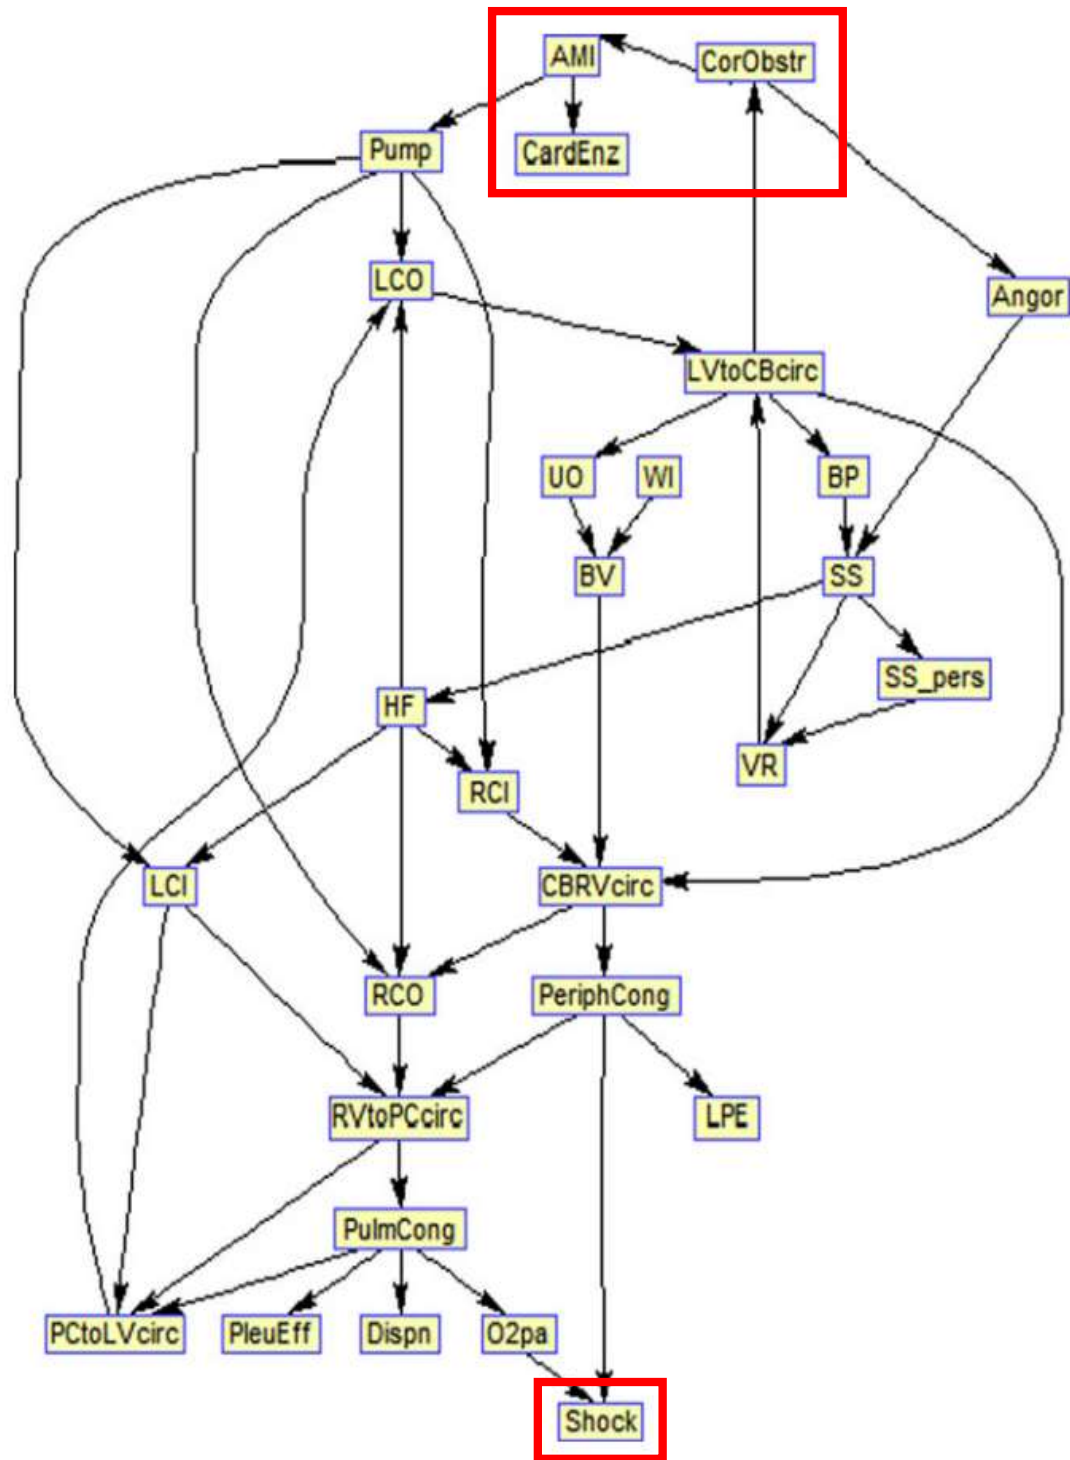 AMI
CorObstr
Pump
CardEnz
LCO
Angor
LVtoCBcirc
UO
WI
BP
BV
SS
SS_pers
HF
VR
RCI
LCI
CBRVcirc
RCO
PeriphCong
RVtoPCcirc
LPE
PulmCong
PCtoLVcirc
PleuEff
Dispn
O2pa
Shock